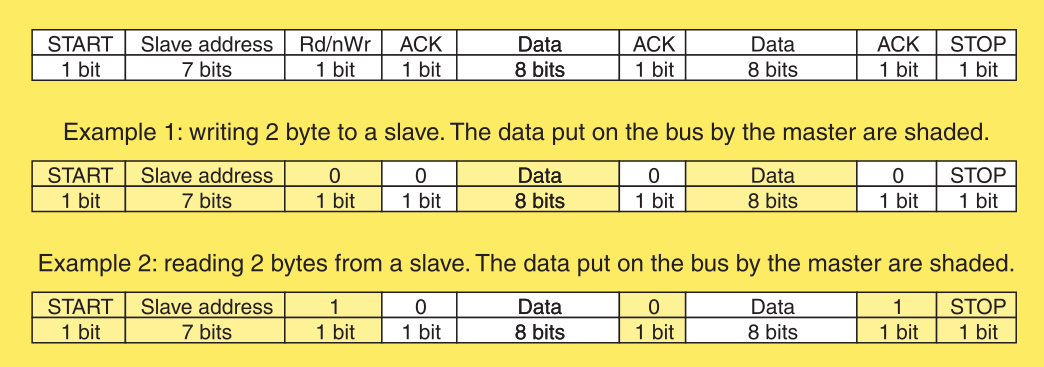 START Slave address Rd/nWr ACK Data ACK Data ACK STOP
1 bit 7 bits 1 bit 1 bit 8 bits 1 bit 8 bits 1 bit 1 bit
Example 1: writing 2 byte to a slave. The data put on the bus by the master are shaded.
START Slave address 0 0 Data 0 Data 0 STOP
1 bit 7 bits 1 bit 1 bit 8 bits 1 bit 8 bits 1 bit 1 bit
Example 2: reading 2 bytes from a slave. The data put on the bus by the master are shaded.
START Slave address 1 0 Data 0 Data 1 STOP
1 bit 7 bits 1 bit 1 bit 8 bits 1 bit 8 bits 1 bit 1 bit